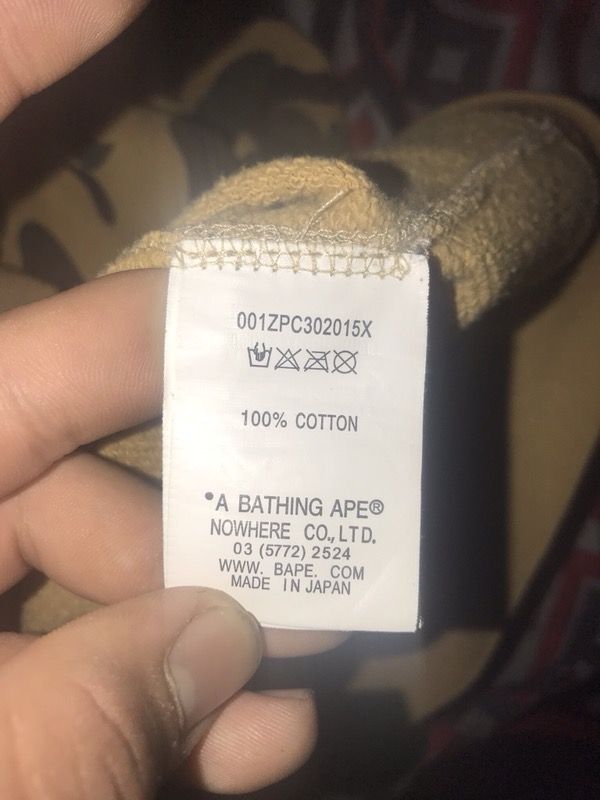 001ZPC302015X
100% COTTON
*A BATHING APE®
NOWHERE CO.,LTD.
03 (5772) 2524
WWW. BAPE. COM
MADE IN JAPAN